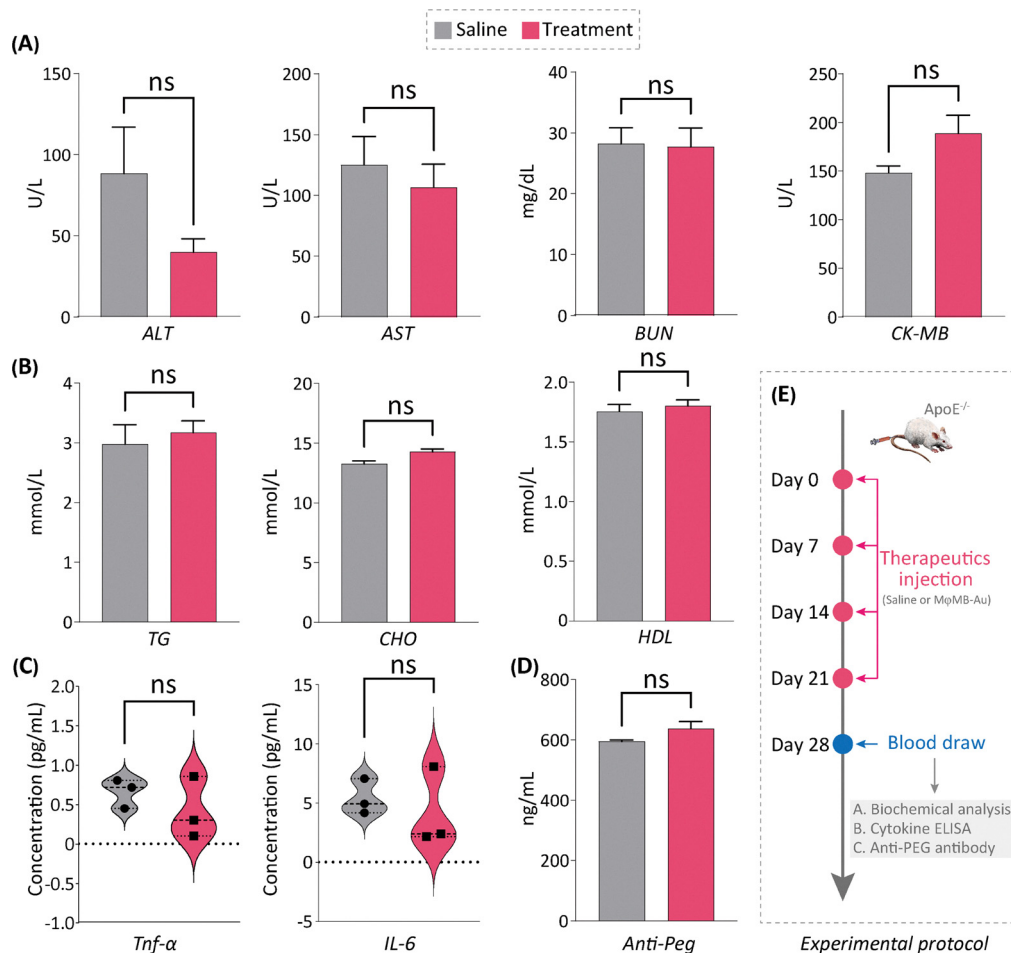 Saline Treatment
(A)
150
100
50
0
U/L
ns
ALT
200
150
100
50
0
U/L
ns
AST
40
30
20
10
0
mg/dL
ns
BUN
250
200
150
100
50
0
U/L
ns
CK-MB
(B)
4
3
2
1
0
mmol/L
ns
TG
20
15
10
5
0
mmol/L
ns
CHO
2.0
1.5
1.0
0.5
0.0
mmol/L
ns
HDL
(C)
2.0
1.5
1.0
0.5
0
-0.5
-1.0
Concentration (pg/mL)
ns
Tnf-α
15
10
5
0
-5
Concentration (pg/mL)
ns
IL-6
(D)
800
600
400
200
0
ng/mL
ns
Anti-Peg
(E)
ApoE-/-
Day 0
Day 7
Day 14
Day 21
Day 28
Therapeutics
injection
(Saline or MφMB-Au)
Blood draw
A. Biochemical analysis
B. Cytokine ELISA
C. Anti-PEG antibody
Experimental protocol